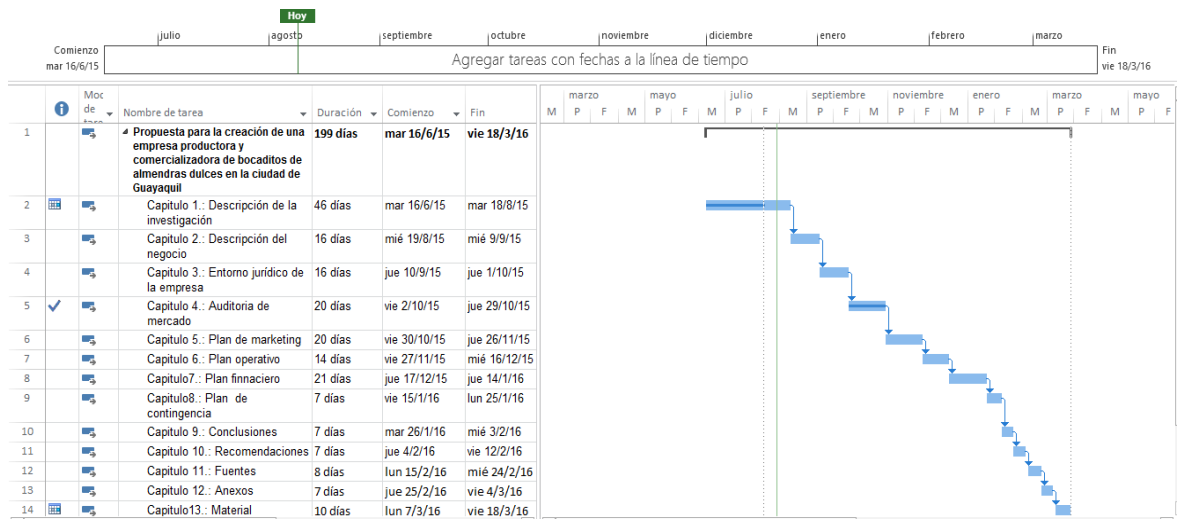 Hoy
julio agosto septiembre octubre noviembre diciembre enero febrero marzo
Comienzo
mar 16/6/15
Agregar tareas con fechas a la línea de tiempo
Fin
vie 18/3/16
Modo de Nombre de tarea Duración Comienzo Fin
marzo mayo julio septiembre noviembre enero marzo mayo
M P F M P F M P F M P F M P F M P F M P F M P F
1 Propuesta para la creación de una 199 días mar 16/6/15 vie 18/3/16
empresa productora y
comercializadora de bocaditos de
almendras dulces en la ciudad de
Guayaquil
2 Capitulo 1.: Descripción de la 46 días mar 16/6/15 mar 18/8/15
investigación
3 Capitulo 2.: Descripción del 16 días mié 19/8/15 mié 9/9/15
negocio
4 Capitulo 3.: Entorno jurídico de 16 días jue 10/9/15 jue 1/10/15
la empresa
5 Capitulo 4.: Auditoria de 20 días vie 2/10/15 jue 29/10/15
mercado
6 Capitulo 5.: Plan de marketing 20 días vie 30/10/15 jue 26/11/15
7 Capitulo 6.: Plan operativo 14 días vie 27/11/15 mié 16/12/15
8 Capitulo7.: Plan finnaciero 21 días jue 17/12/15 jue 14/1/16
9 Capitulo8.: Plan de 7 días vie 15/1/16 lun 25/1/16
contingencia
10 Capitulo 9.: Conclusiones 7 días mar 26/1/16 mié 3/2/16
11 Capitulo 10.: Recomendaciones 7 días jue 4/2/16 vie 12/2/16
12 Capitulo 11.: Fuentes 8 días lun 15/2/16 mié 24/2/16
13 Capitulo 12.: Anexos 7 días jue 25/2/16 vie 4/3/16
14 Capitulo13.: Material 10 días lun 7/3/16 vie 18/3/16